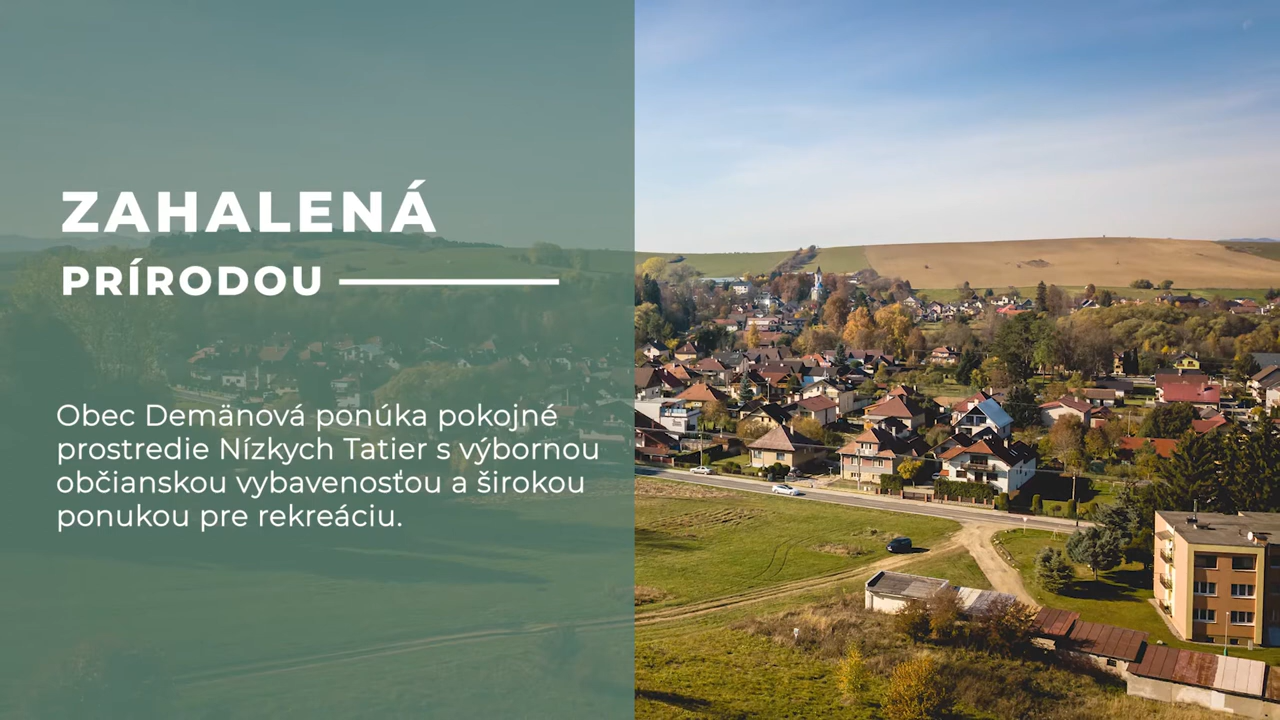 ZAHALENÁ
PRÍRODOU
Obec Demänová ponúka pokojné
prostredie Nízkych Tatier s výbornou
občianskou vybavenosťou a širokou
ponukou pre rekreáciu.